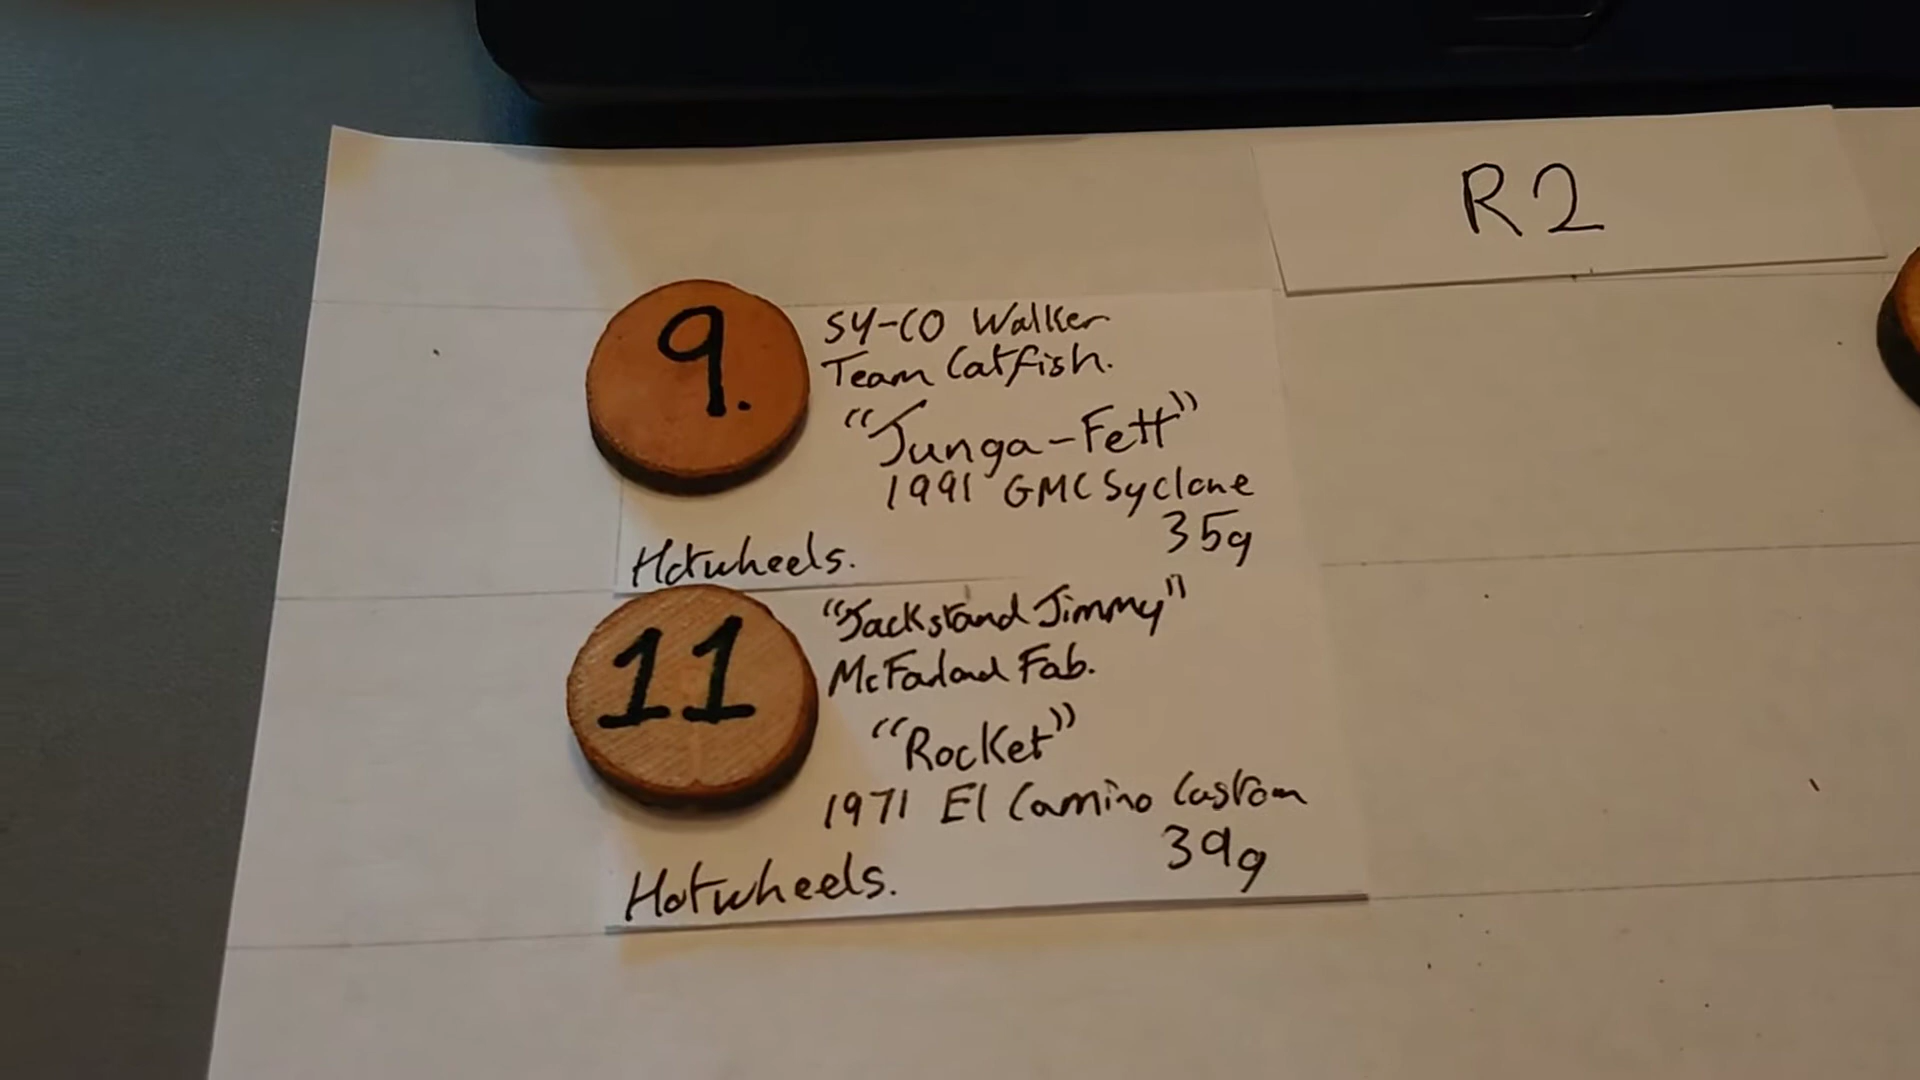 R2
9.
SY-CO Walker
Team Catfish.
"Junga-Fett"
1991 GMC Syclone
35g
Hotwheels.
11
"Jackstand Jimmy"
McFarland Fab.
"Rocket"
1971 El Camino Custom
39g
Hotwheels.